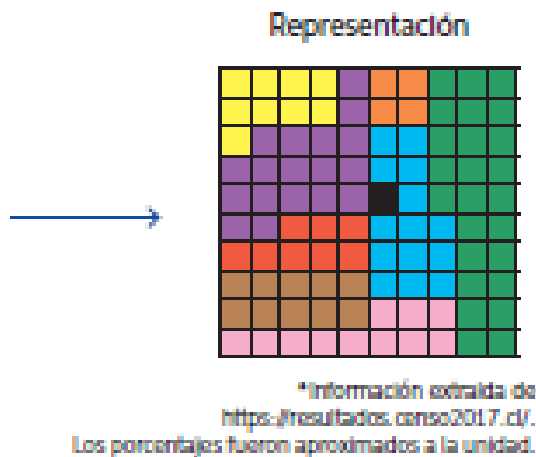 Representación
*Información extraída de
https://resultados.censo2017.cl/.
Los porcentajes fueron aproximados a la unidad.